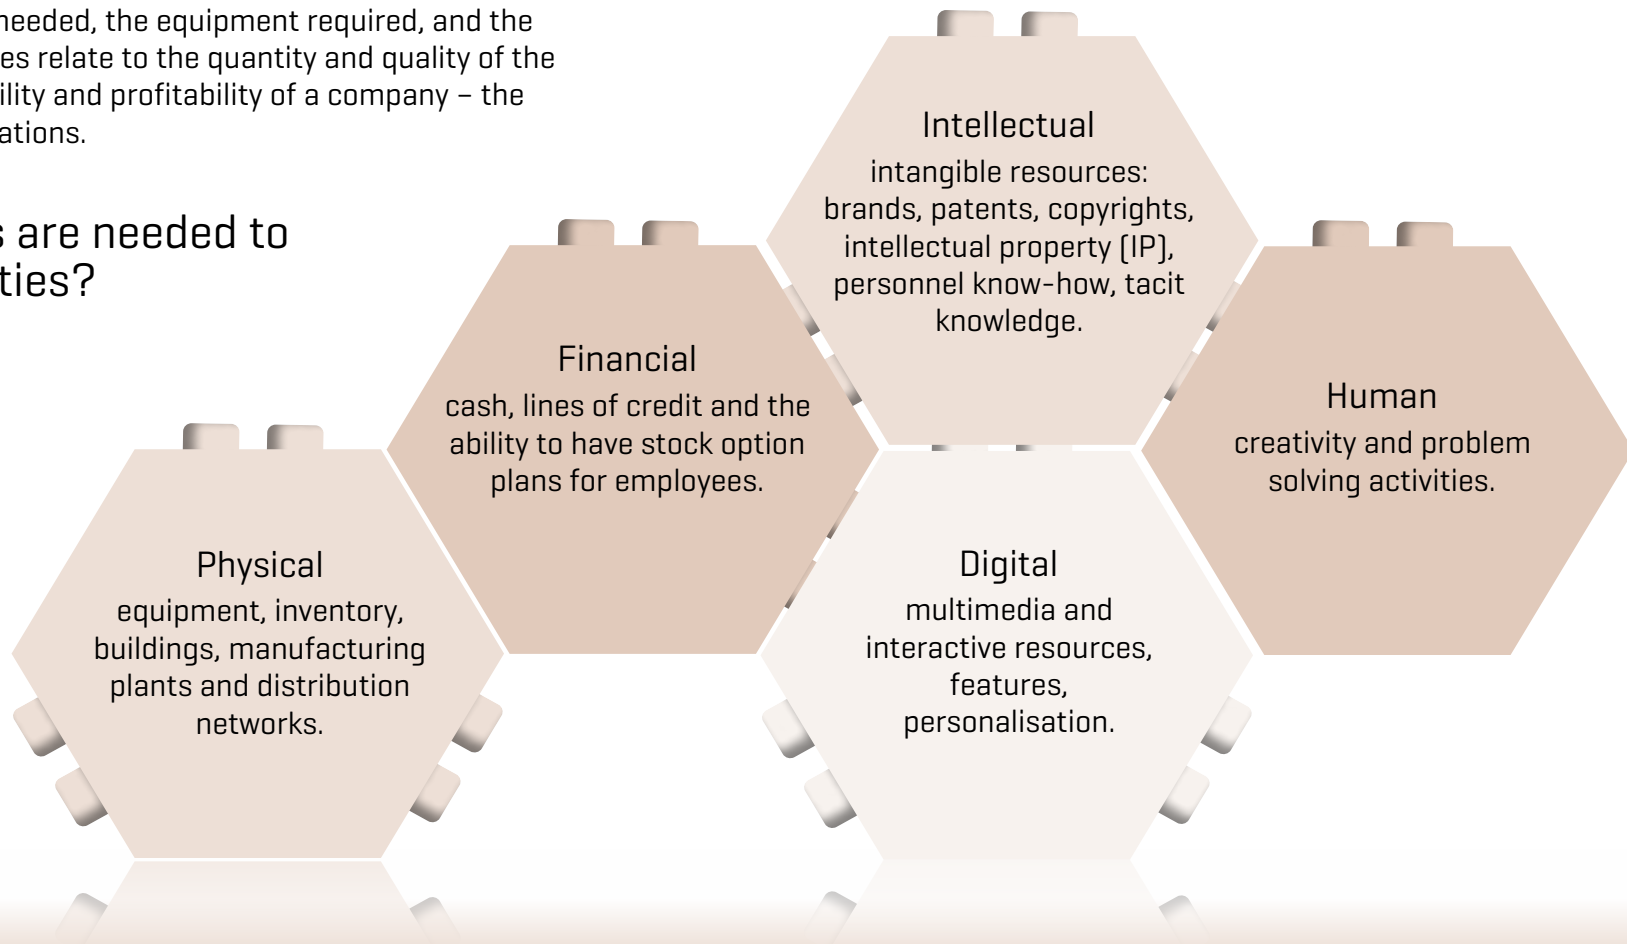 needed, the equipment required, and the
es relate to the quantity and quality of the
ility and profitability of a company – the
ations.
s are needed to
ties?
Intellectual
intangible resources:
brands, patents, copyrights,
intellectual property (IP),
personnel know-how, tacit
knowledge.
Financial
cash, lines of credit and the
ability to have stock option
plans for employees.
Human
creativity and problem
solving activities.
Physical
equipment, inventory,
buildings, manufacturing
plants and distribution
networks.
Digital
multimedia and
interactive resources,
features,
personalisation.